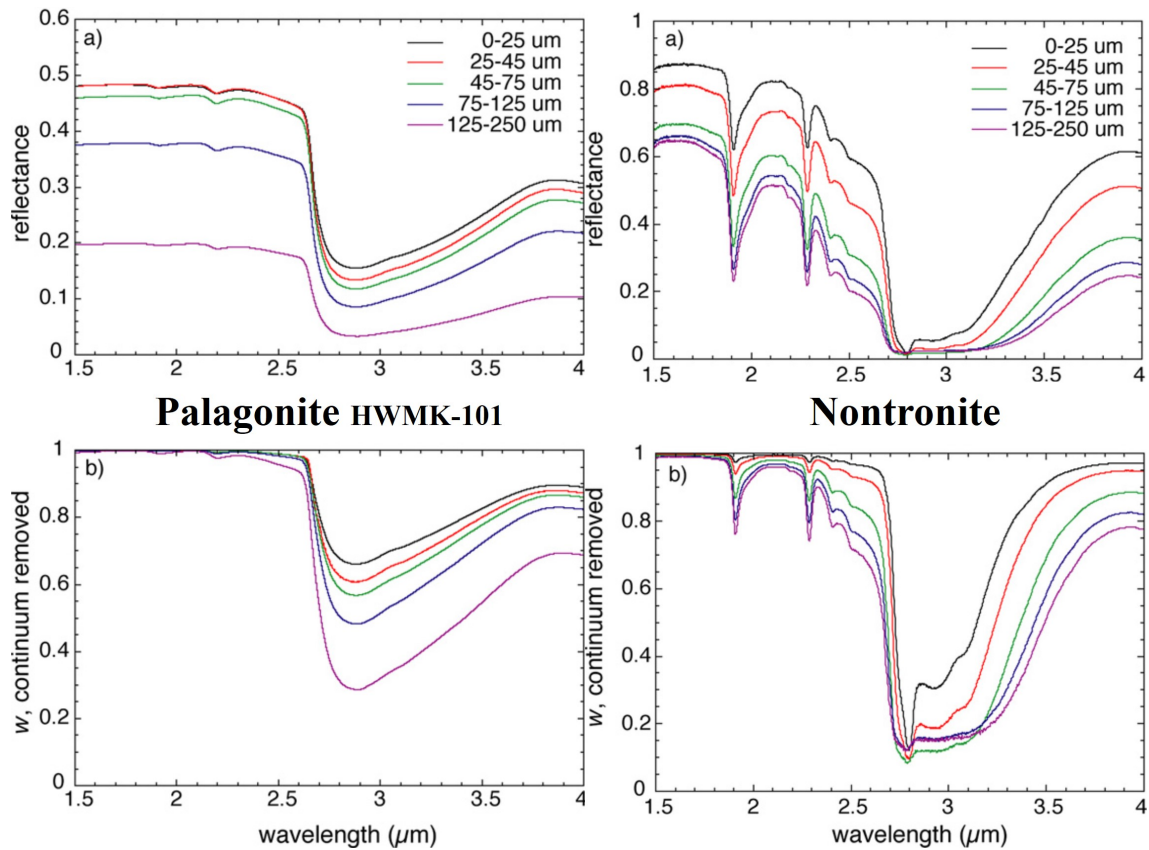 a)
0-25 um
25-45 um
45-75 um
75-125 um
125-250 um
0.6
0.5
0.4
0.3
0.2
0.1
0
reflectance
1.5
2
2.5
3
3.5
4
a)
0-25 um
25-45 um
45-75 um
75-125 um
125-250 um
1
0.8
0.6
0.4
0.2
0
reflectance
1.5
2
2.5
3
3.5
4
Palagonite HWMK-101
Nontronite
b)
1
0.8
0.6
0.4
0.2
0
w, continuum removed
1.5
2
2.5
3
3.5
4
wavelength (µm)
b)
1
0.8
0.6
0.4
0.2
0
w, continuum removed
1.5
2
2.5
3
3.5
4
wavelength (µm)